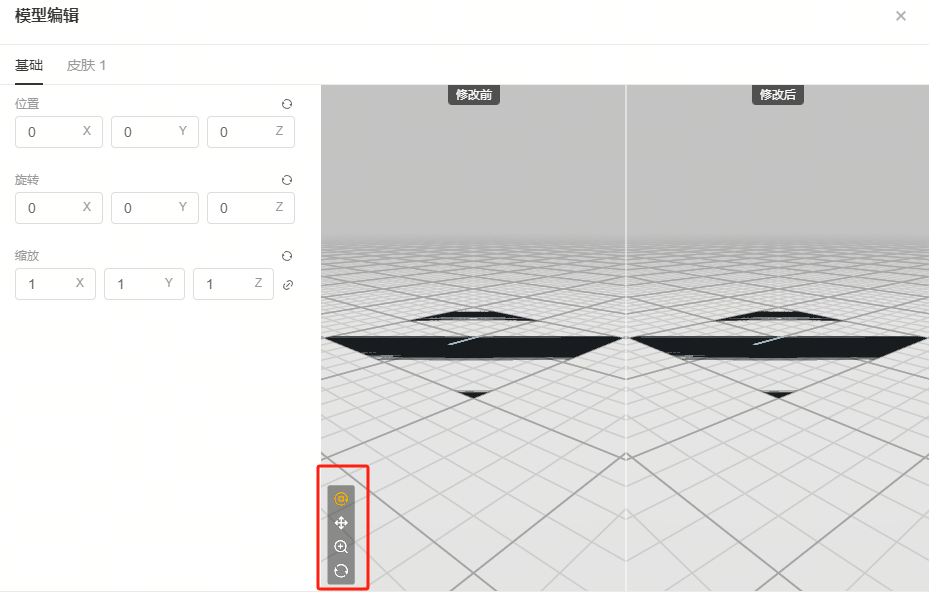 模型编辑
基础 皮肤 1
位置
0 X 0 Y 0 Z
旋转
0 X 0 Y 0 Z
缩放
1 X 1 Y 1 Z
修改前 修改后